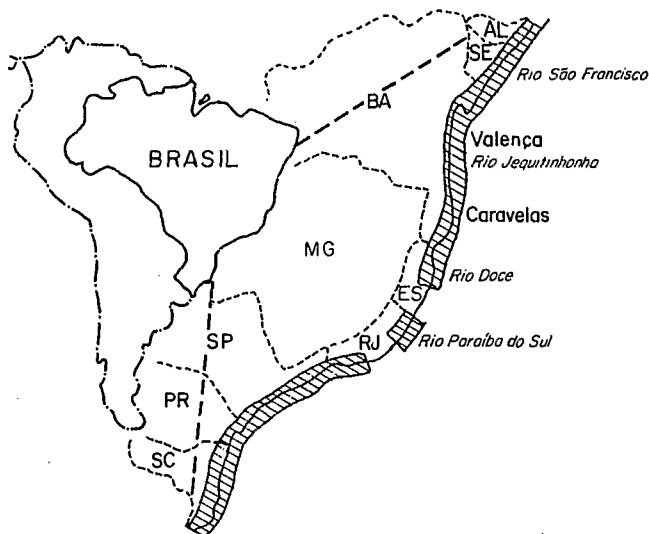 AL
SE
Rio São Francisco
BA
Valença
Rio Jequitinhonha
BRASIL
Caravelas
MG
Rio Doce
ES
Rio Paraíba do Sul
RJ
SP
PR
SC